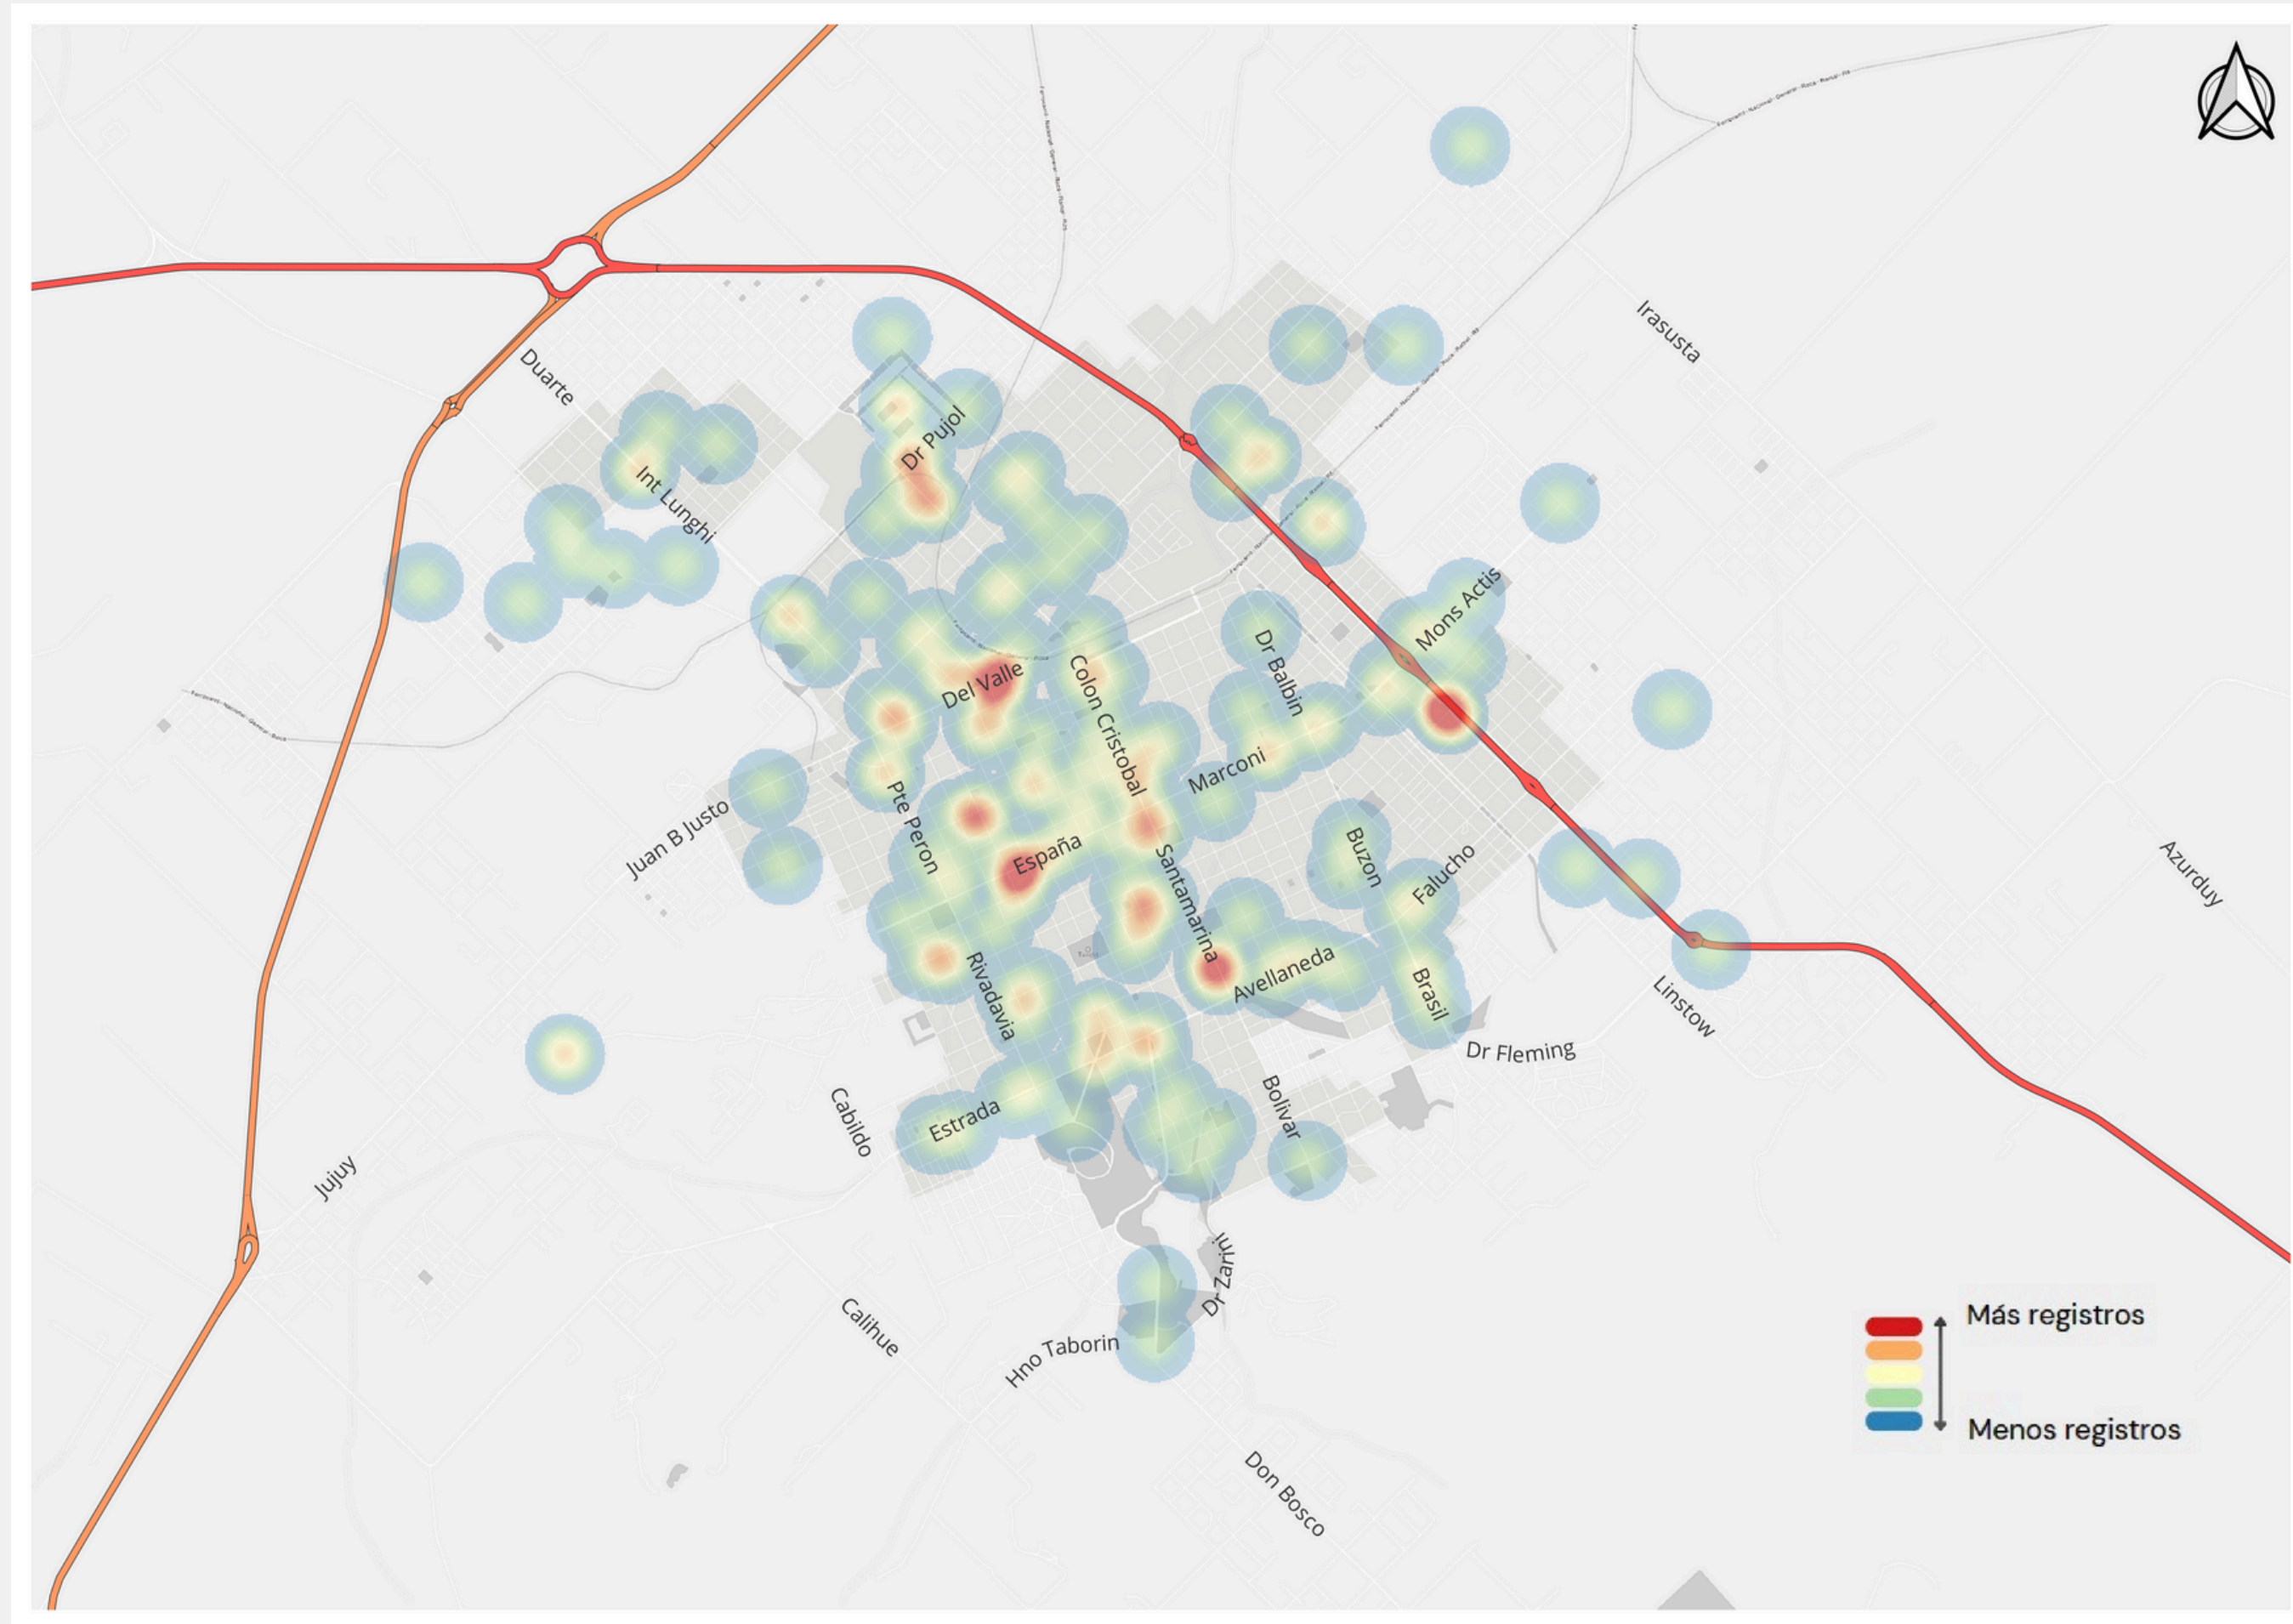 Irasusta
Duarte
Dr Pujol
Int Lunghi
Mons Actis
Dr Balbin
Del Valle
Colon Cristobal
Marconi
Juan B Justo
Pte Peron
España
Buzon
Falucho
Azurduy
Santamarina
Avellaneda
Rivadavia
Brasil
Linstow
Dr Fleming
Cabildo
Estrada
Bolivar
Jujuy
Dr Zarini
Calihue
Hno Taborin
Don Bosco
Más registros
Menos registros